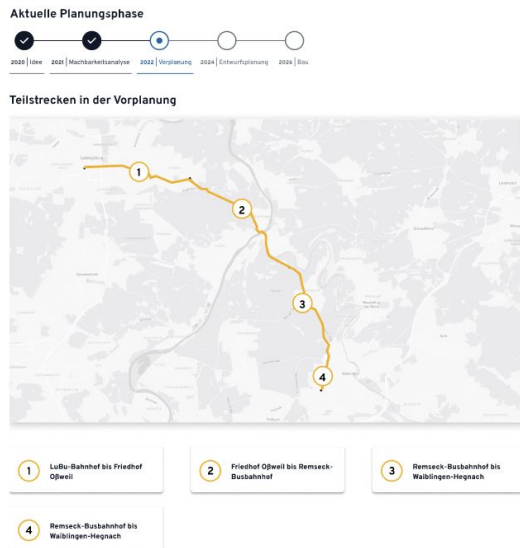 Aktuelle Planungsphase
2020 | Idee 2021 | Machbarkeitsanalyse 2022 | Vorplanung 2024 | Entwurfsplanung 2026 | Bau
Teilstrecken in der Vorplanung
Ludwigsburg
1
2
3
4
1 LuBu-Bahnhof bis Friedhof
Oßweil
2 Friedhof Oßweil bis Remseck-
Busbahnhof
3 Remseck-Busbahnhof bis
Waiblingen-Hegnach
4 Remseck-Busbahnhof bis
Waiblingen-Hegnach